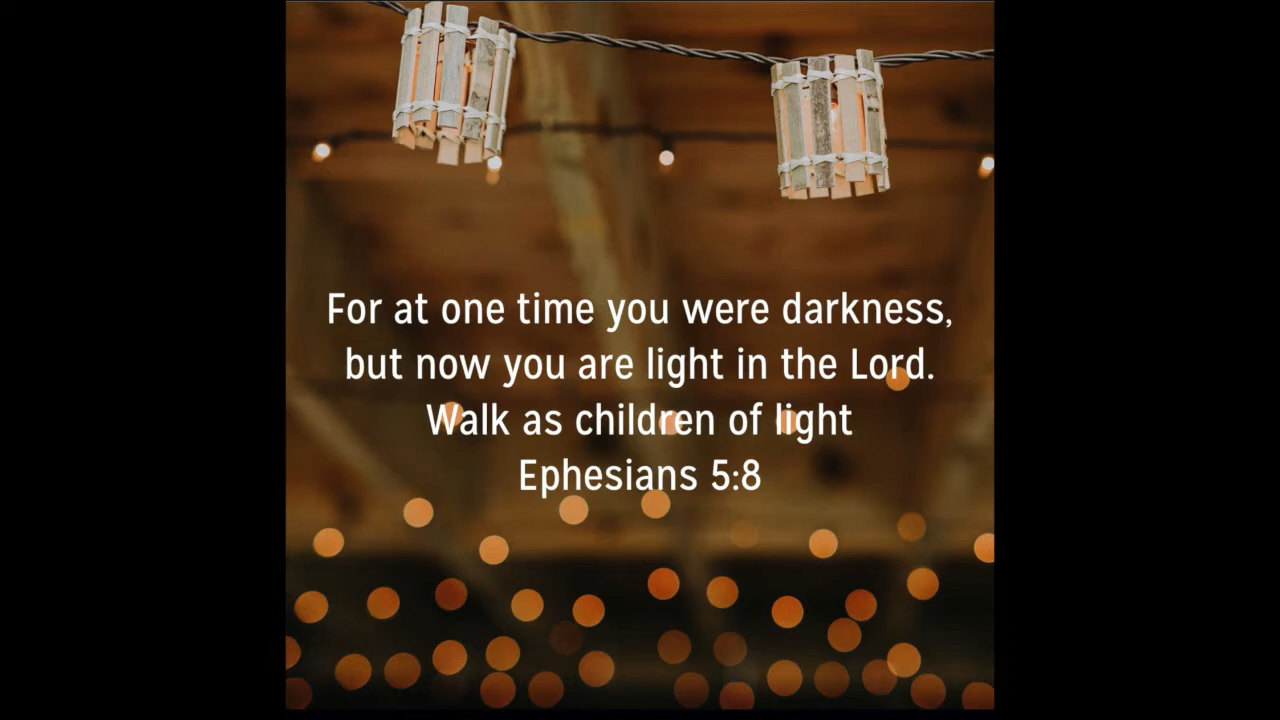 For at one time you were darkness,
but now you are light in the Lord.
Walk as children of light
Ephesians 5:8